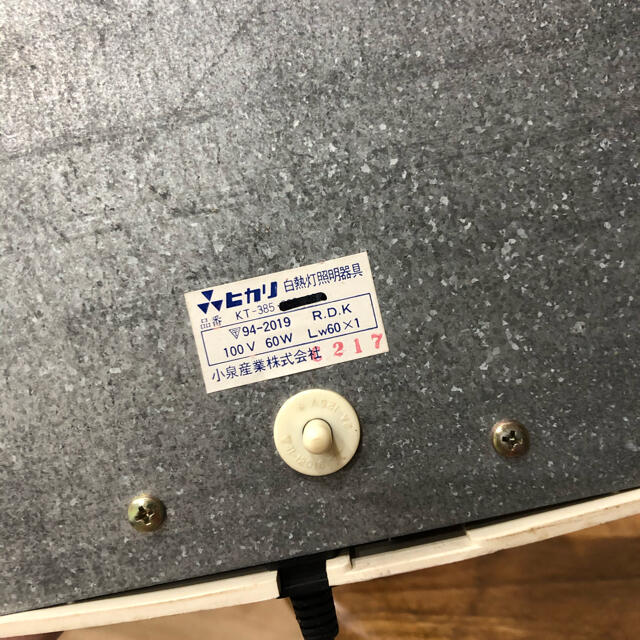 ヒカリ 白熱灯照明器具
品番 KT-385
▽94-2019 R.D.K
100V 60W Lw60×1
小泉産業株式会社 217